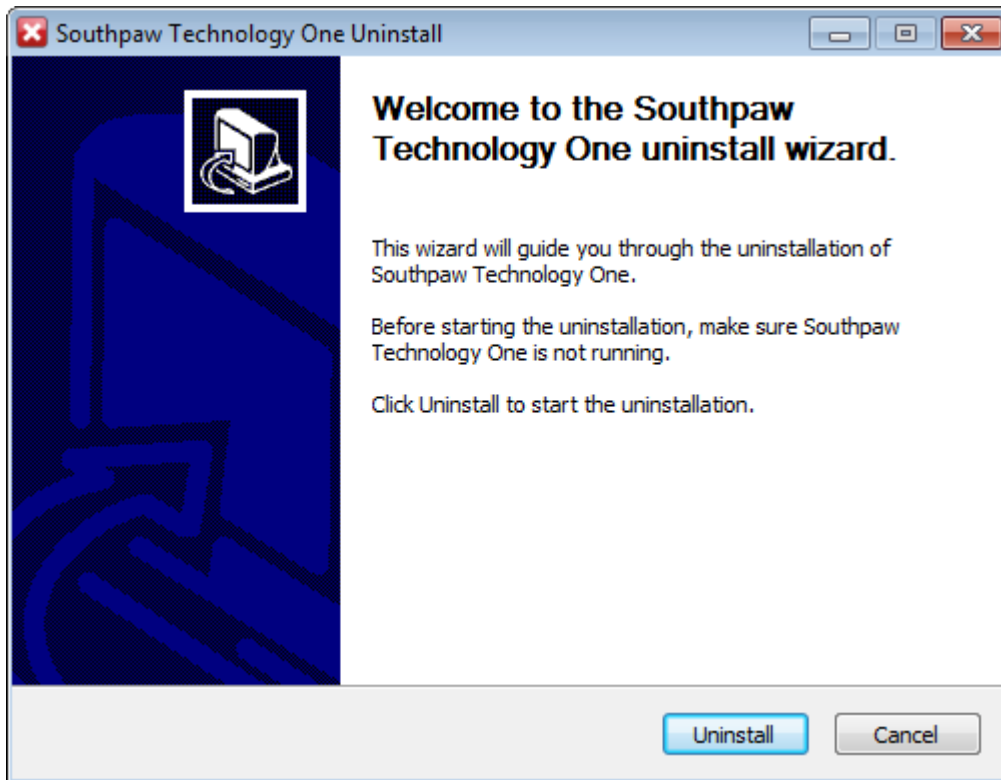 Southpaw Technology One Uninstall
Welcome to the Southpaw
Technology One uninstall wizard.
This wizard will guide you through the uninstallation of
Southpaw Technology One.
Before starting the uninstallation, make sure Southpaw
Technology One is not running.
Click Uninstall to start the uninstallation.
Uninstall
Cancel